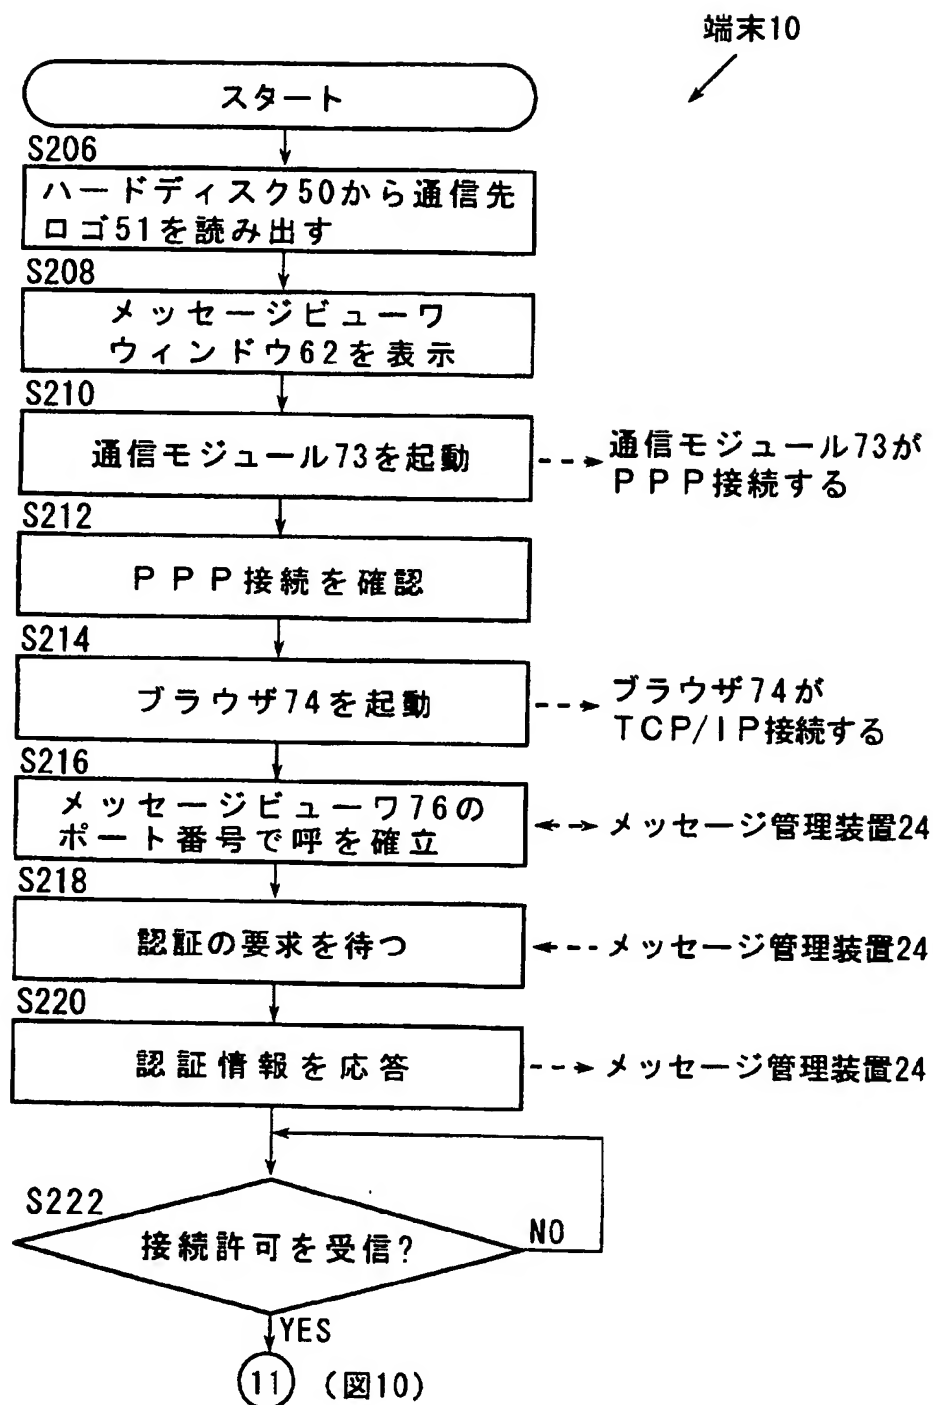 端末10
スタート
S206
ハードディスク50から通信先
ロゴ51を読み出す
S208
メッセージビューワ
ウィンドウ62を表示
S210
通信モジュール73を起動
通信モジュール73が
PPP接続する
S212
PPP接続を確認
S214
ブラウザ74を起動
ブラウザ74が
TCP/IP接続する
S216
メッセージビューワ76の
ポート番号で呼を確立
メッセージ管理装置24
S218
認証の要求を待つ
メッセージ管理装置24
S220
認証情報を応答
メッセージ管理装置24
S222
接続許可を受信?
NO
YES
11 (図10)